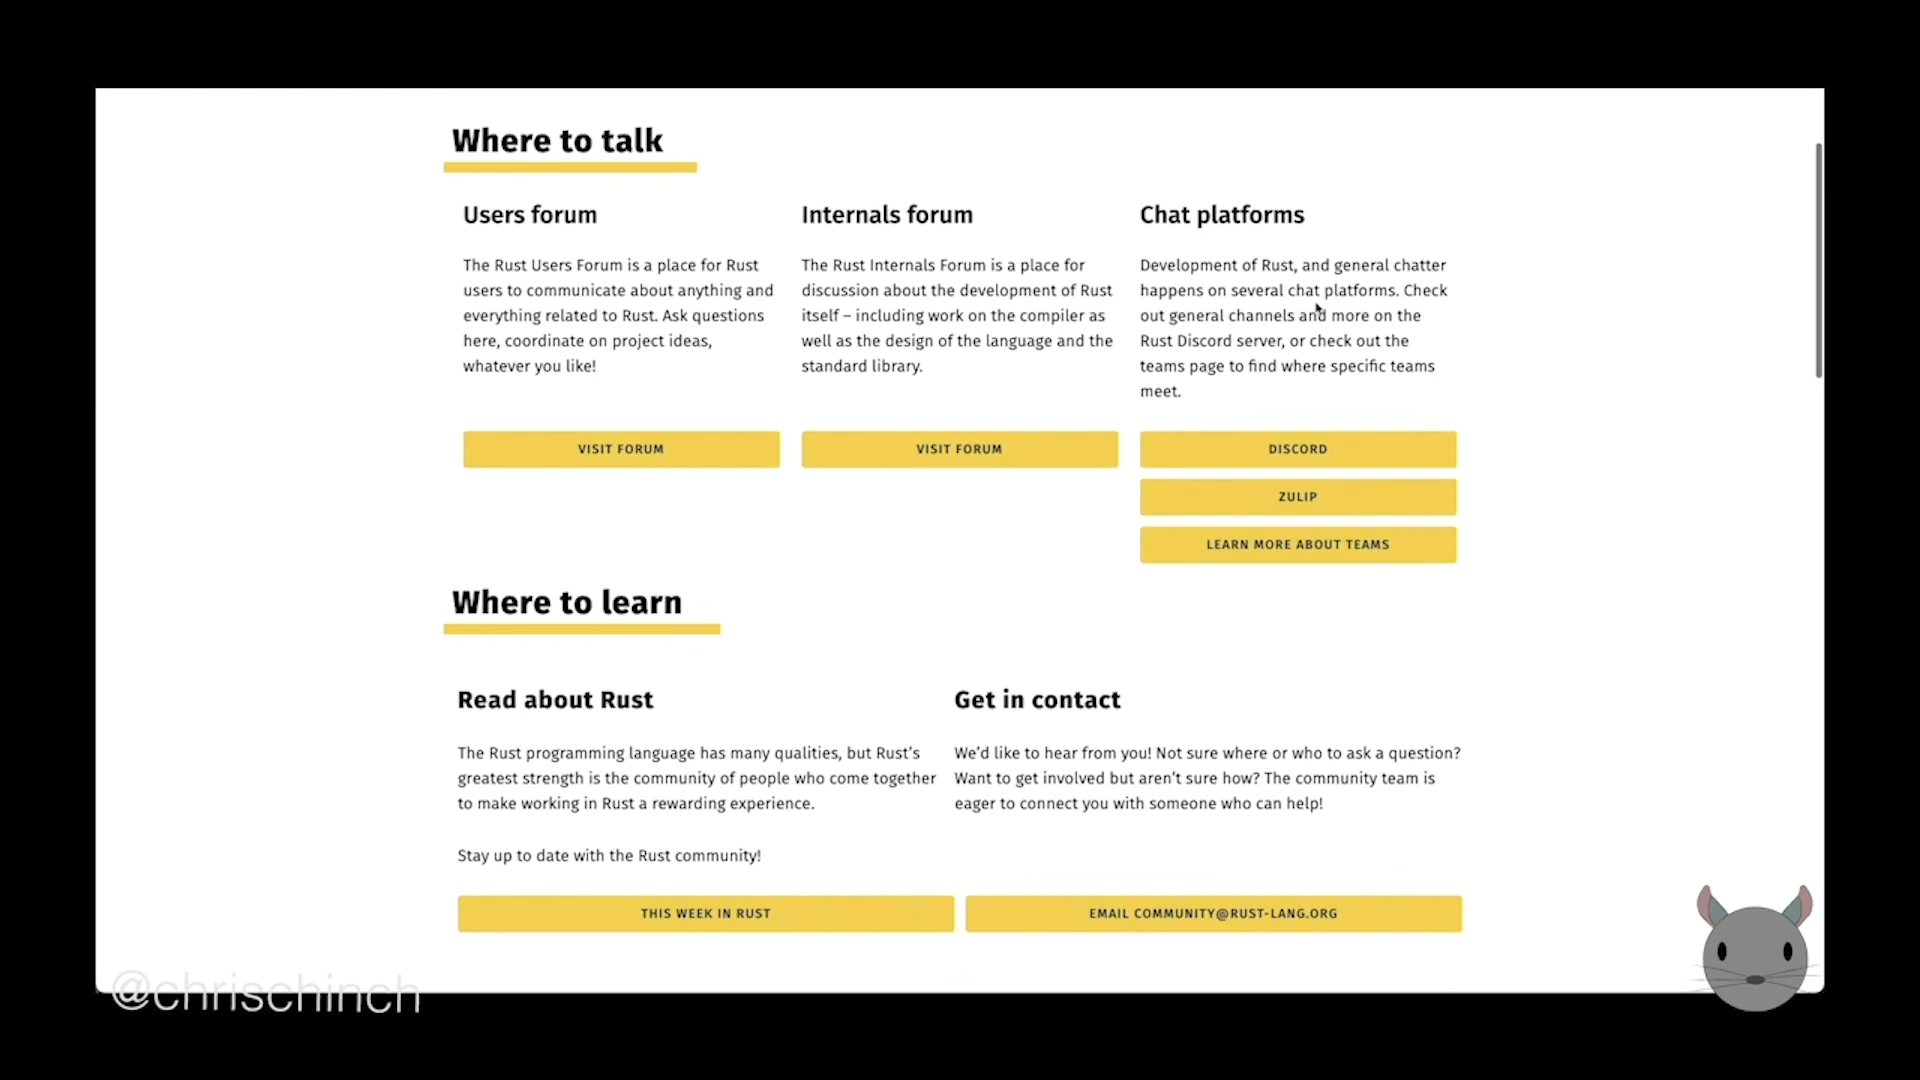 Where to talk
Users forum
The Rust Users Forum is a place for Rust
users to communicate about anything and
everything related to Rust. Ask questions
here, coordinate on project ideas,
whatever you like!
VISIT FORUM
Internals forum
The Rust Internals Forum is a place for
discussion about the development of Rust
itself – including work on the compiler as
well as the design of the language and the
standard library.
VISIT FORUM
Chat platforms
Development of Rust, and general chatter
happens on several chat platforms. Check
out general channels and more on the
Rust Discord server, or check out the
teams page to find where specific teams
meet.
DISCORD
ZULIP
LEARN MORE ABOUT TEAMS
Where to learn
Read about Rust
The Rust programming language has many qualities, but Rust’s
greatest strength is the community of people who come together
to make working in Rust a rewarding experience.
Stay up to date with the Rust community!
THIS WEEK IN RUST
Get in contact
We’d like to hear from you! Not sure where or who to ask a question?
Want to get involved but aren’t sure how? The community team is
eager to connect you with someone who can help!
EMAIL COMMUNITY@RUST-LANG.ORG
@chrischinch